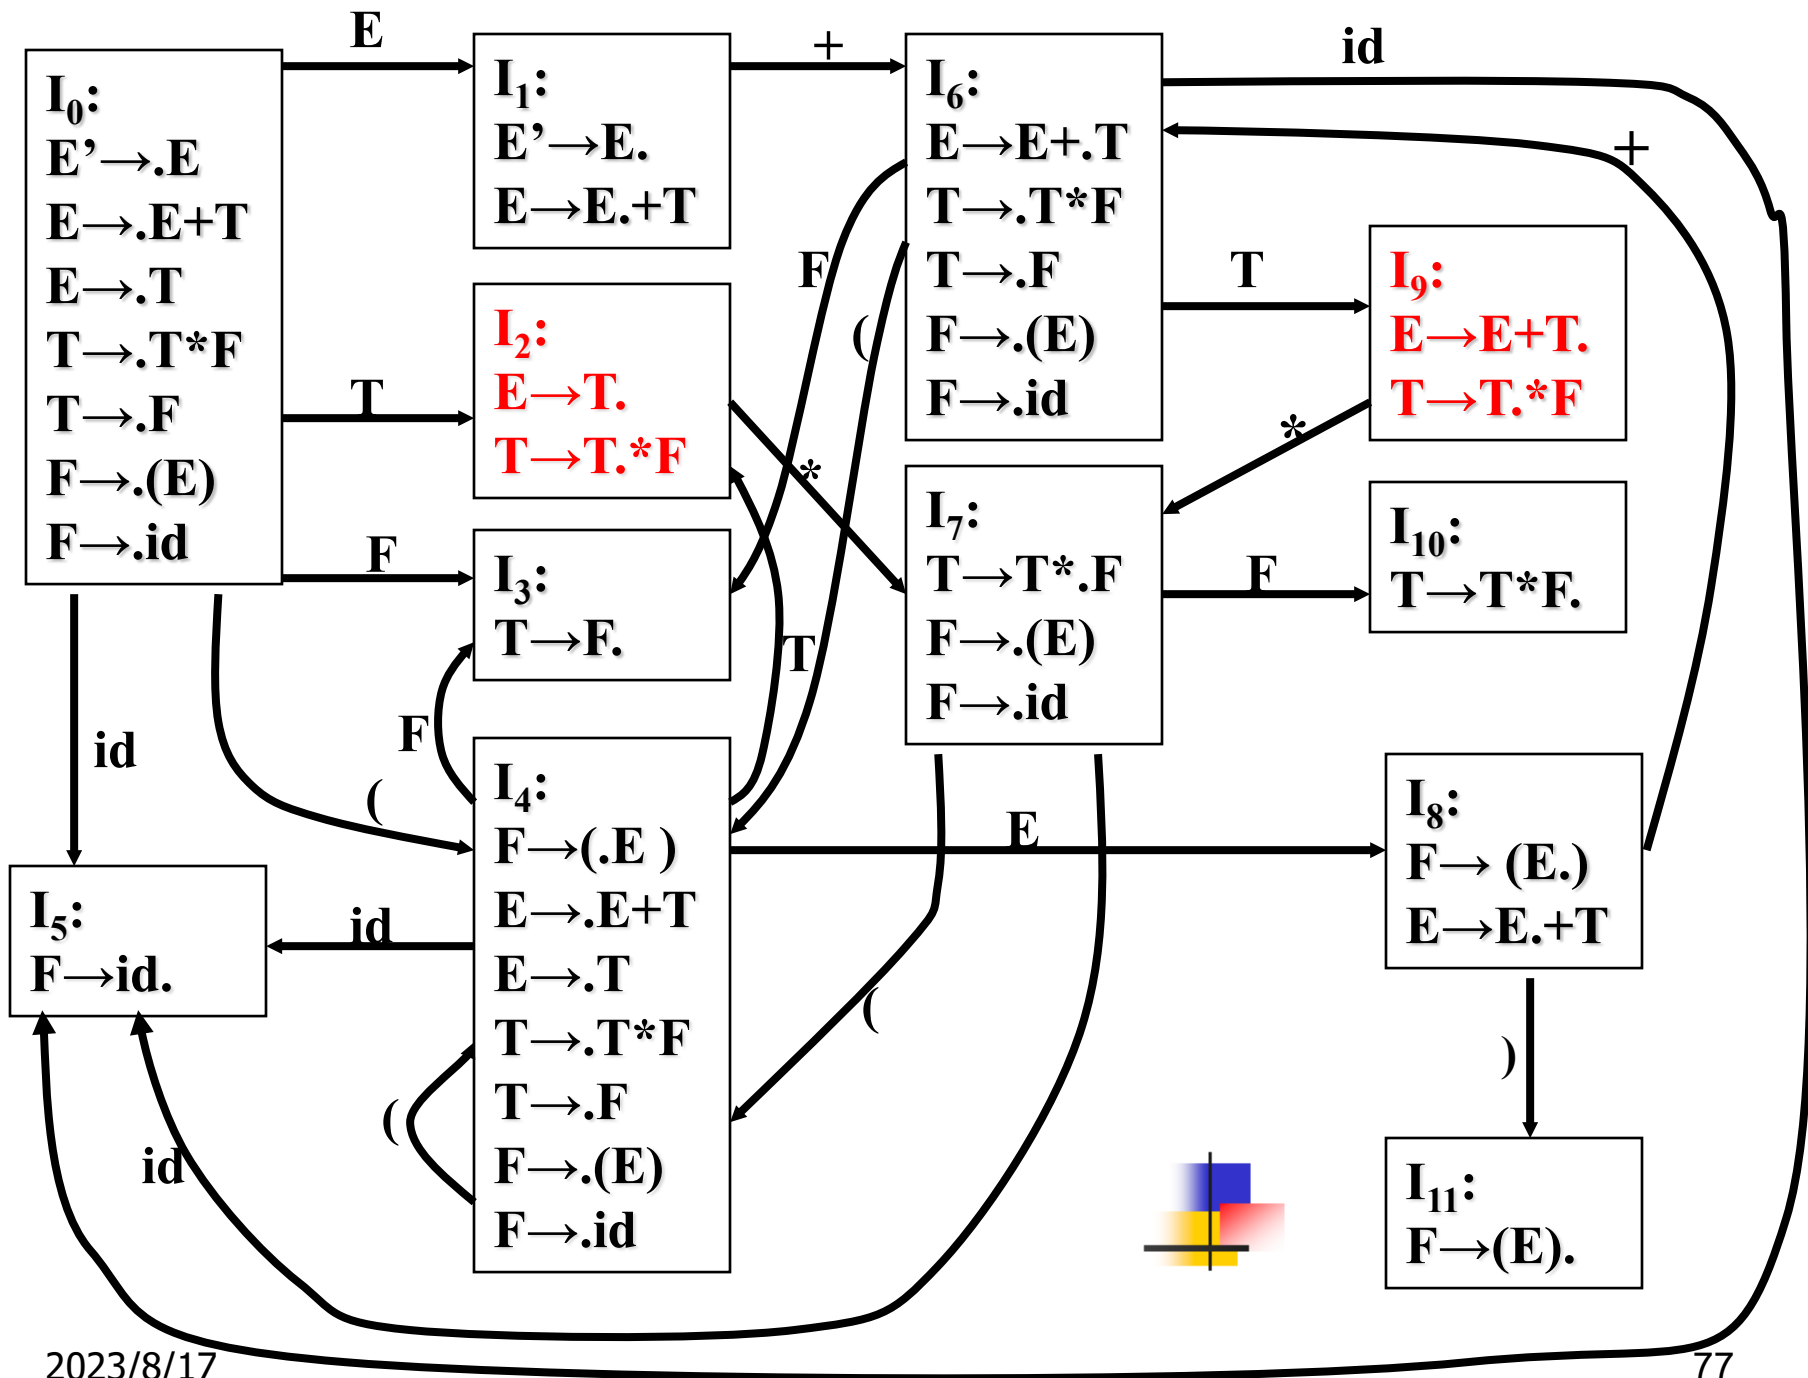 E
I₀:
E’→.E
E→.E+T
E→.T
T→.T*F
T→.F
F→.(E)
F→.id
I₁:
E’→E.
E→E.+T
+
I₆:
E→E+.T
T→.T*F
T→.F
F→.(E)
F→.id
id
+
T
I₂:
E→T.
T→T.*F
F
(
*
T
I₉:
E→E+T.
T→T.*F
*
F
I₃:
T→F.
I₇:
T→T*.F
F→.(E)
F→.id
F
I₁₀:
T→T*F.
T
id
(
F
I₄:
F→(.E )
E→.E+T
E→.T
T→.T*F
T→.F
F→.(E)
F→.id
E
I₈:
F→ (E.)
E→E.+T
I₅:
F→id.
id
(
(
id
)
I₁₁:
F→(E).
2023/8/17
77